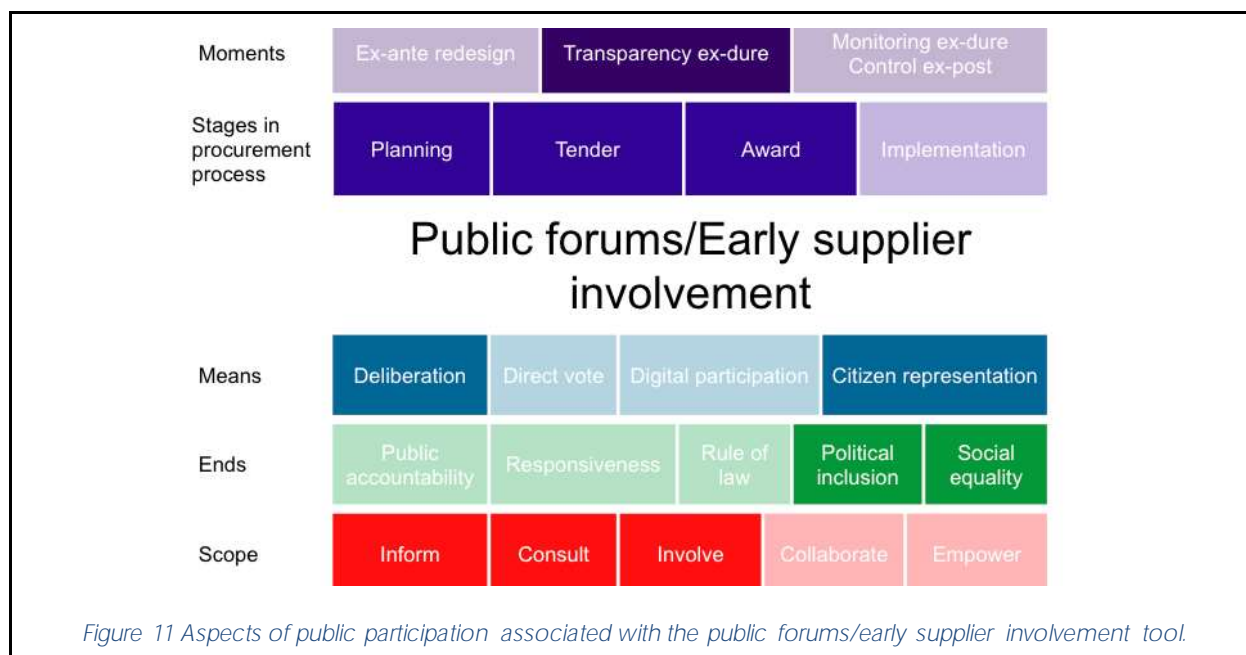 Moments
Ex-ante redesign
Transparency ex-dure
Monitoring ex-dure
Control ex-post
Stages in
procurement
process
Planning
Tender
Award
Implementation
Public forums/Early supplier
involvement
Means
Deliberation
Direct vote
Digital participation
Citizen representation
Ends
Public
accountability
Responsiveness
Rule of
law
Political
inclusion
Social
equality
Scope
Inform
Consult
Involve
Collaborate
Empower
Figure 11 Aspects of public participation associated with the public forums/early supplier involvement tool.